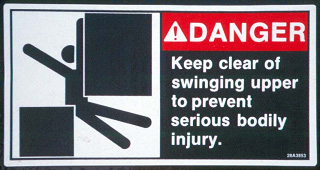 DANGER
Keep clear of
swinging upper
to prevent
serious bodily
injury.